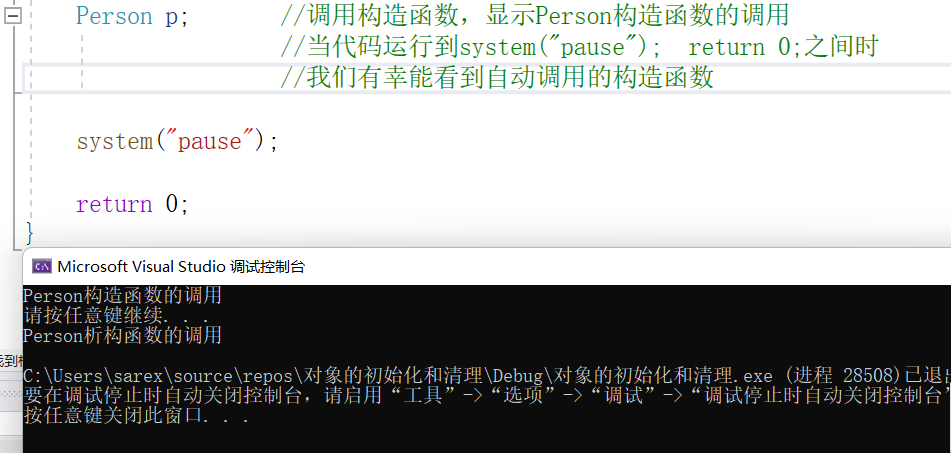 Person p; //调用构造函数，显示Person构造函数的调用
//当代码运行到system("pause"); return 0;之间时
//我们有幸能看到自动调用的构造函数
system("pause");
return 0;
}
Microsoft Visual Studio 调试控制台
Person构造函数的调用
请按任意键继续. . .
Person析构函数的调用
C:\Users\sarex\source\repos\对象的初始化和清理\Debug\对象的初始化和清理.exe (进程 28508)已退
要在调试停止时自动关闭控制台，请启用“工具”->“选项”->“调试”->“调试停止时自动关闭控制台”
按任意键关闭此窗口. . .